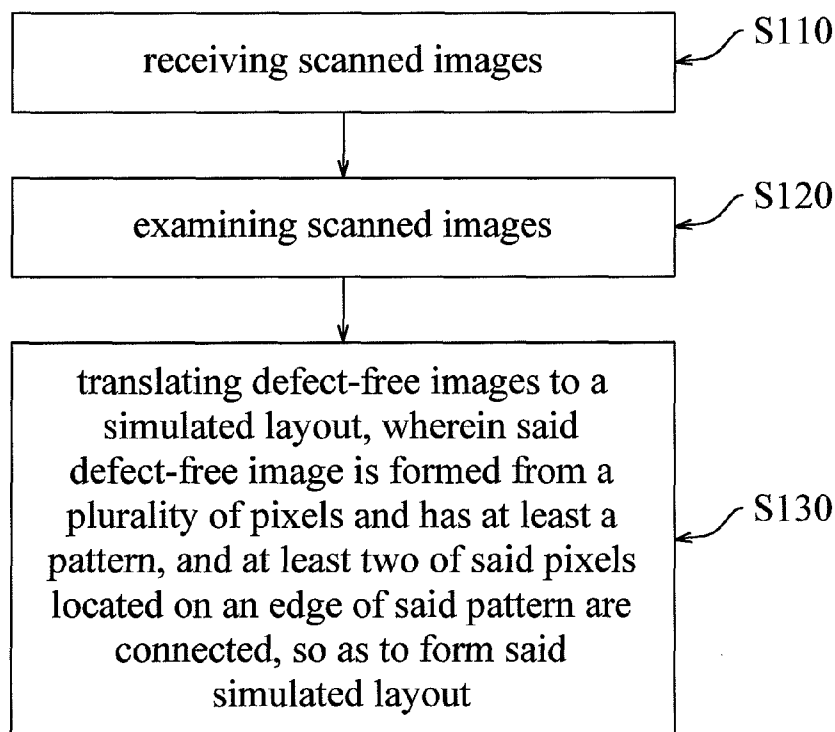 receiving scanned images
S110
examining scanned images
S120
translating defect-free images to a
simulated layout, wherein said
defect-free image is formed from a
plurality of pixels and has at least a
pattern, and at least two of said pixels
located on an edge of said pattern are
connected, so as to form said
simulated layout
S130